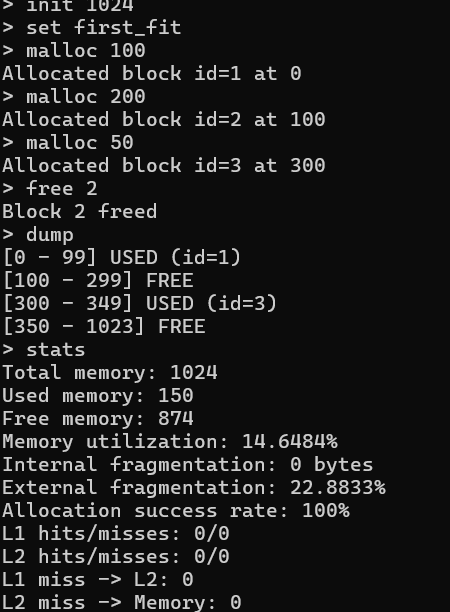 > init 1024
> set first_fit
> malloc 100
Allocated block id=1 at 0
> malloc 200
Allocated block id=2 at 100
> malloc 50
Allocated block id=3 at 300
> free 2
Block 2 freed
> dump
[0 - 99] USED (id=1)
[100 - 299] FREE
[300 - 349] USED (id=3)
[350 - 1023] FREE
> stats
Total memory: 1024
Used memory: 150
Free memory: 874
Memory utilization: 14.6484%
Internal fragmentation: 0 bytes
External fragmentation: 22.8833%
Allocation success rate: 100%
L1 hits/misses: 0/0
L2 hits/misses: 0/0
L1 miss -> L2: 0
L2 miss -> Memory: 0